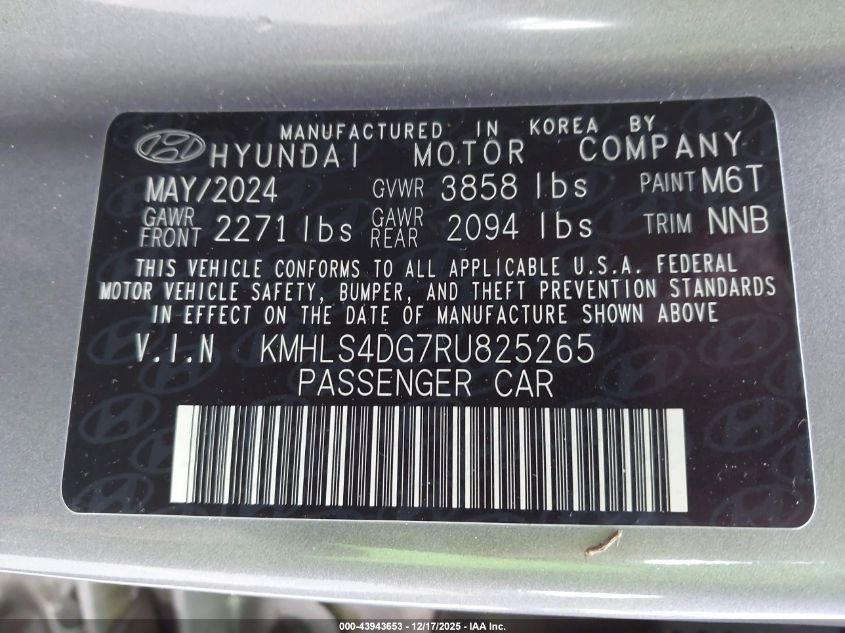 MANUFACTURED IN KOREA BY
HYUNDAI MOTOR COMPANY
MAY/2024 GVWR 3858 lbs PAINT M6T
GAWR FRONT 2271 lbs GAWR REAR 2094 lbs TRIM NNB
THIS VEHICLE CONFORMS TO ALL APPLICABLE U.S.A. FEDERAL
MOTOR VEHICLE SAFETY, BUMPER, AND THEFT PREVENTION STANDARDS
IN EFFECT ON THE DATE OF MANUFACTURE SHOWN ABOVE
V.I.N KMHLS4DG7RU825265
PASSENGER CAR
000-43943653 - 12/17/2025 - IAA Inc.